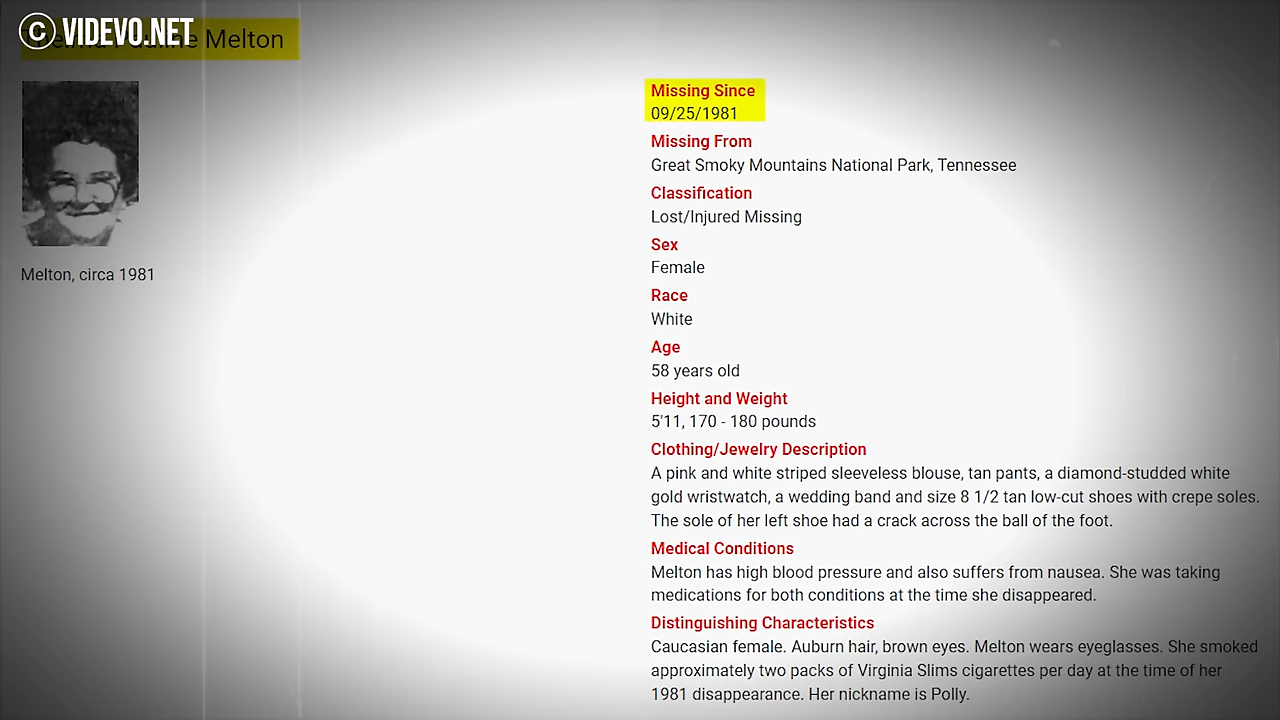 © VIDEVO.NET
Melton
Melton, circa 1981
Missing Since
09/25/1981
Missing From
Great Smoky Mountains National Park, Tennessee
Classification
Lost/Injured Missing
Sex
Female
Race
White
Age
58 years old
Height and Weight
5'11, 170 - 180 pounds
Clothing/Jewelry Description
A pink and white striped sleeveless blouse, tan pants, a diamond-studded white
gold wristwatch, a wedding band and size 8 1/2 tan low-cut shoes with crepe soles.
The sole of her left shoe had a crack across the ball of the foot.
Medical Conditions
Melton has high blood pressure and also suffers from nausea. She was taking
medications for both conditions at the time she disappeared.
Distinguishing Characteristics
Caucasian female. Auburn hair, brown eyes. Melton wears eyeglasses. She smoked
approximately two packs of Virginia Slims cigarettes per day at the time of her
1981 disappearance. Her nickname is Polly.